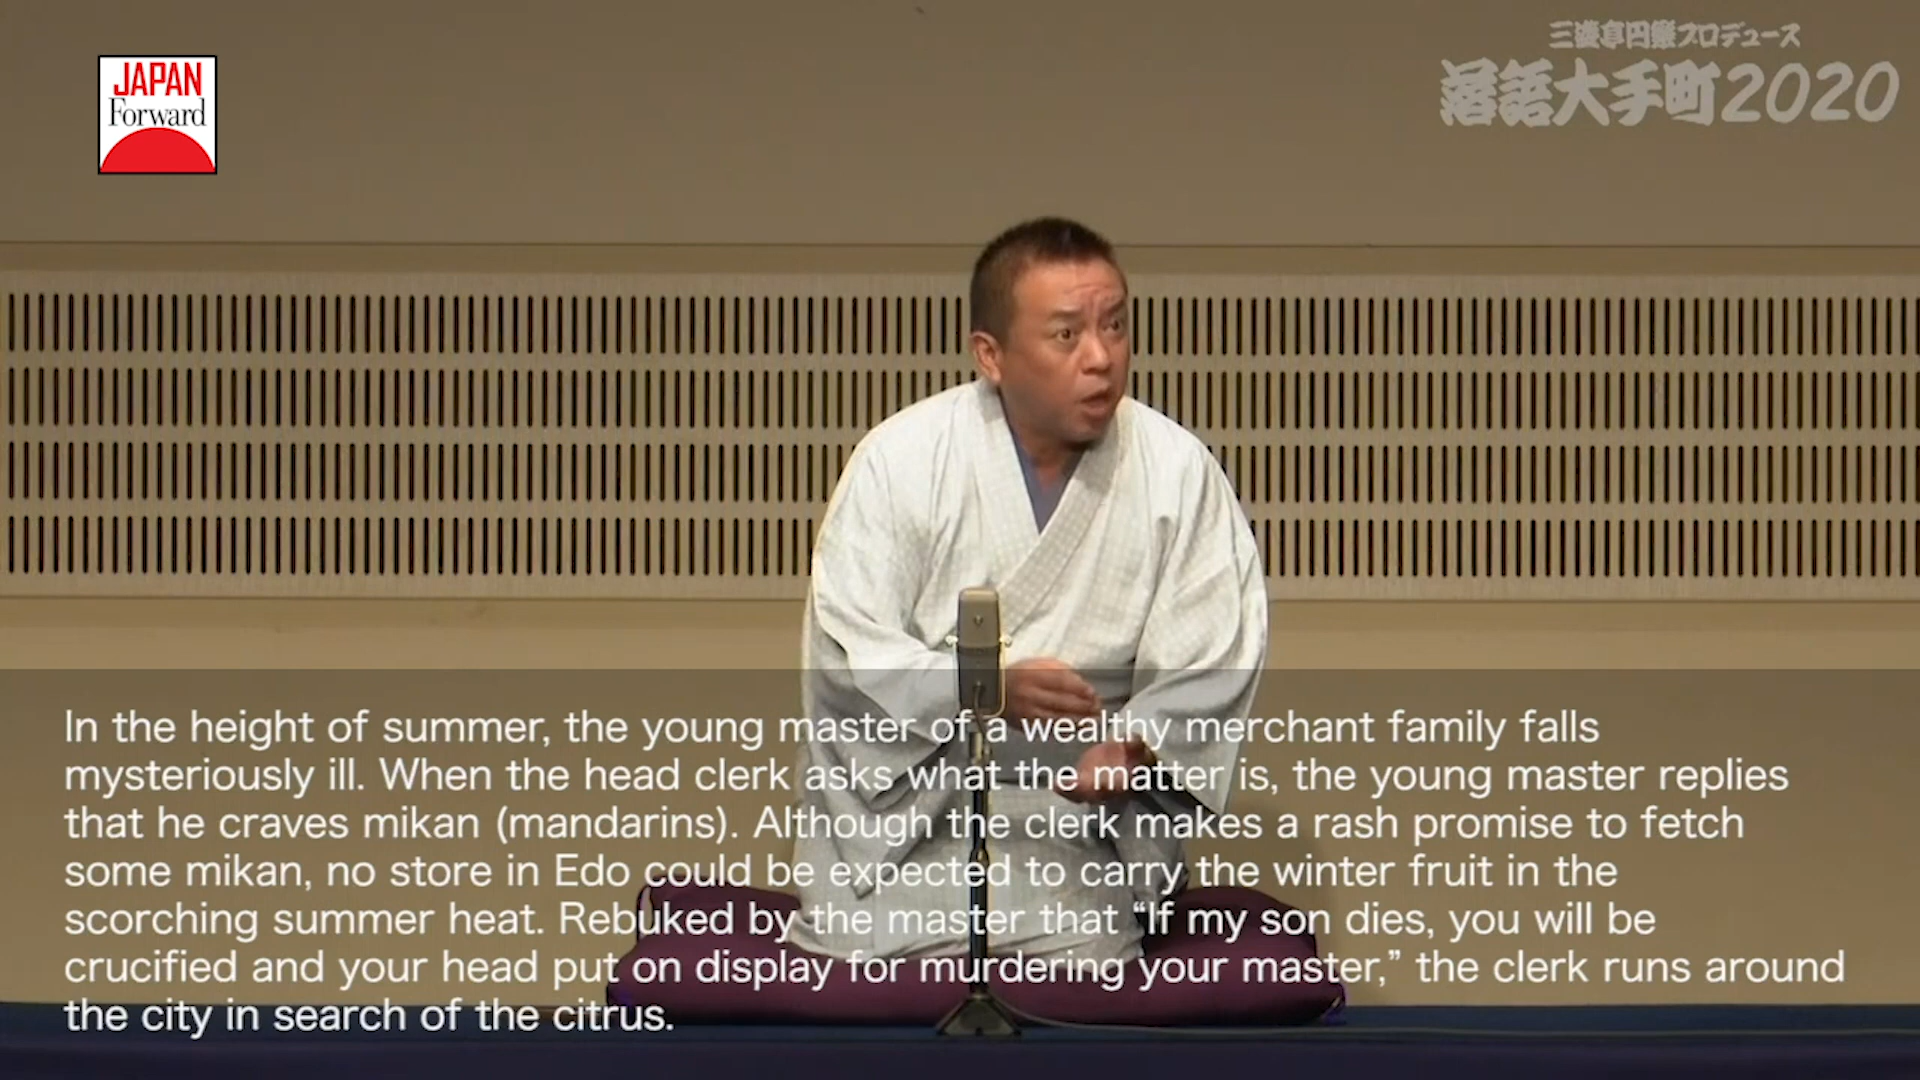 JAPAN
Forward
三遊亭円楽プロデュース
落語大手町2020
In the height of summer, the young master of a wealthy merchant family falls
mysteriously ill. When the head clerk asks what the matter is, the young master replies
that he craves mikan (mandarins). Although the clerk makes a rash promise to fetch
some mikan, no store in Edo could be expected to carry the winter fruit in the
scorching summer heat. Rebuked by the master that “If my son dies, you will be
crucified and your head put on display for murdering your master,” the clerk runs around
the city in search of the citrus.